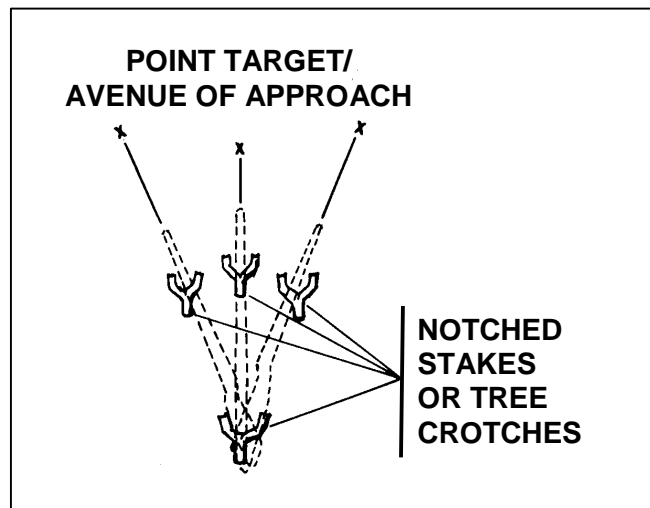 POINT TARGET/
AVENUE OF APPROACH
x
x
x
NOTCHED
STAKES
OR TREE
CROTCHES